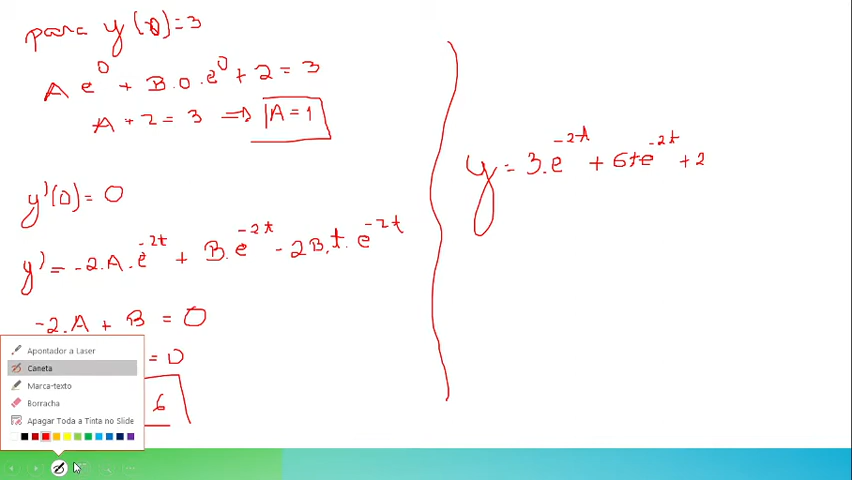 para y(0)=3
A e^0 + B.0.e^0 + 2 = 3
A + 2 = 3 => A = 1
y'(0) = 0
y' = -2.A.e^-2t + B.e^-2t - 2B.t.e^-2t
-2.A + B = 0
= 0
6
Apontador a Laser
Caneta
Marca-texto
Borracha
Apagar Toda a Tinta no Slide
y = 3.e^-2t + 6te^-2t + 2